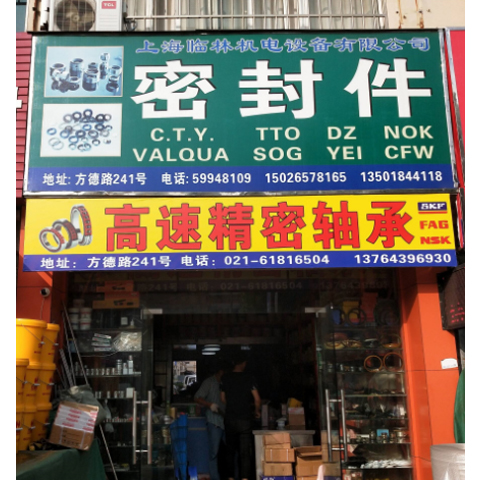 TCL
上海临林机电设备有限公司
密封件
C.T.Y. TTO DZ NOK
VALQUA SOG YEI CFW
地址: 方德路241号 电话: 59948109 15026578165 13501844118
高速精密轴承
SKF
FAG
NSK
地址: 方德路241号 电话: 021-61816504 13764396930